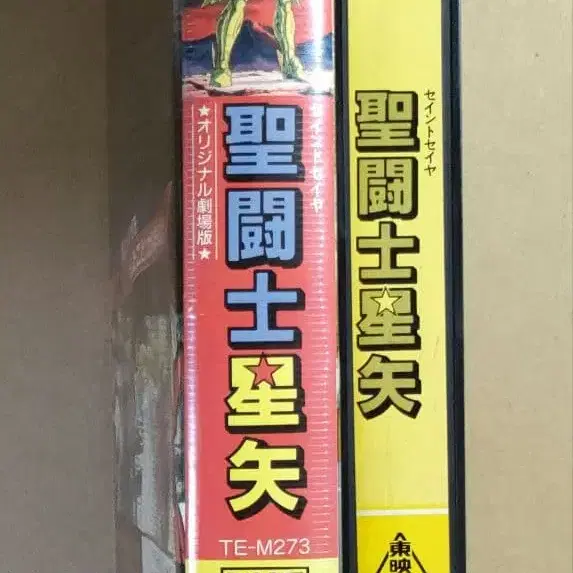 ★オリジナル劇場版★
聖闘士星矢
セイントセイヤ
TE-M273
聖闘士星矢
セイントセイヤ
東映